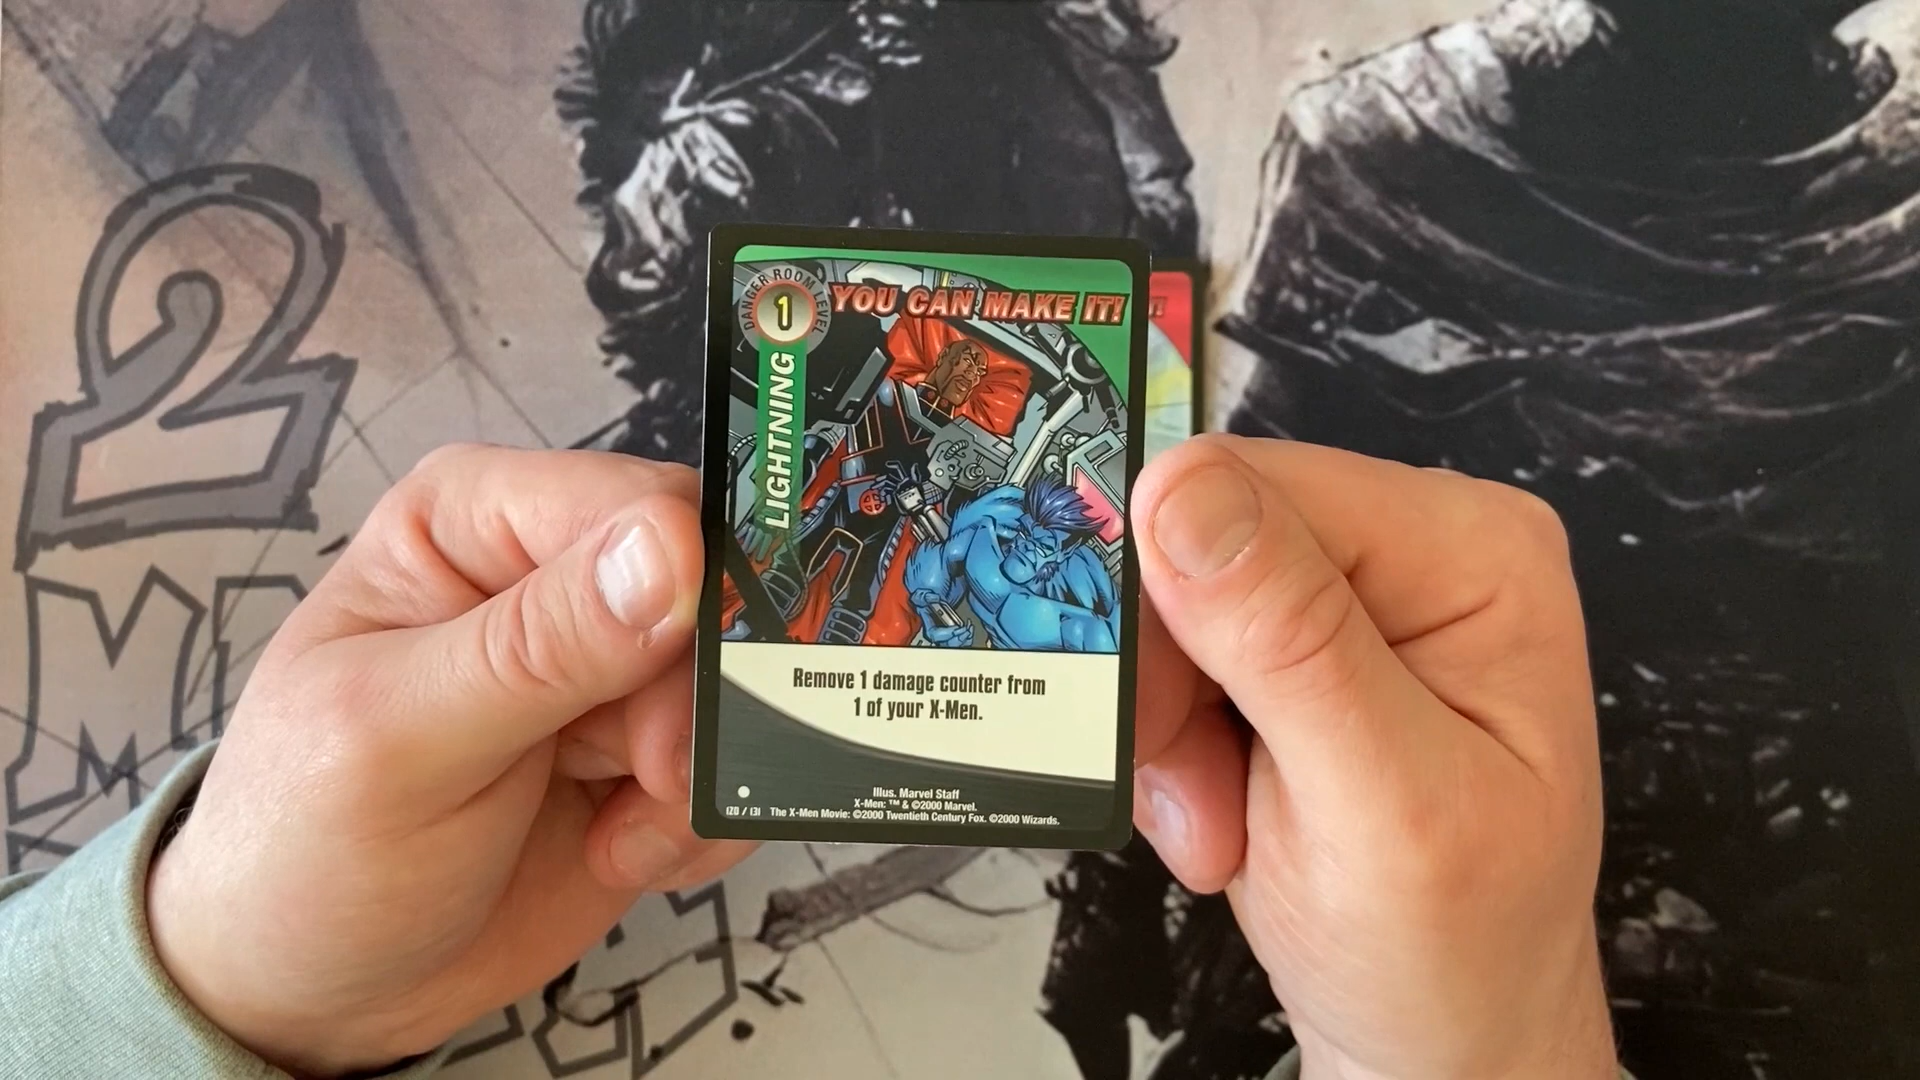 2
DANGER ROOM LEVEL
1
YOU CAN MAKE IT!
LIGHTNING
Remove 1 damage counter from
1 of your X-Men.
Illus. Marvel Staff
X-Men: ™ & ©2000 Marvel.
120 / 131 The X-Men Movie: ©2000 Twentieth Century Fox. ©2000 Wizards.